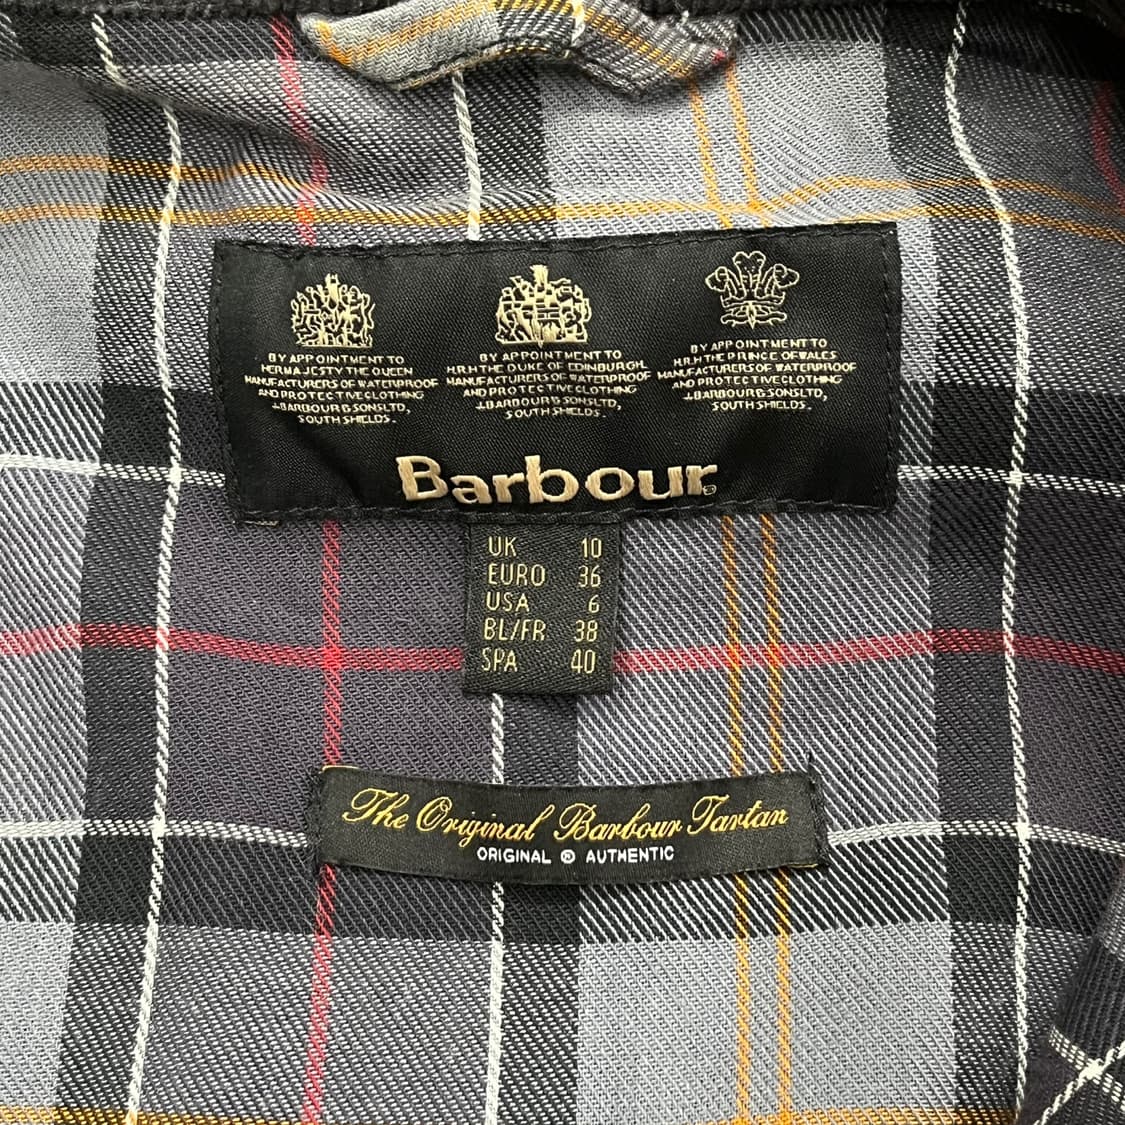 BY APPOINTMENT TO
HER MAJESTY THE QUEEN
MANUFACTURERS OF WATERPROOF
AND PROTECTIVE CLOTHING
J.BARBOUR & SONS LTD,
SOUTH SHIELDS.
BY APPOINTMENT TO
H.R.H THE DUKE OF EDINBURGH,
MANUFACTURERS OF WATERPROOF
AND PROTECTIVE CLOTHING
J.BARBOUR & SONS LTD,
SOUTH SHIELDS.
BY APPOINTMENT TO
H.R.H THE PRINCE OF WALES
MANUFACTURERS OF WATERPROOF
AND PROTECTIVE CLOTHING
J.BARBOUR & SONS LTD,
SOUTH SHIELDS.
Barbour®
UK 10
EURO 36
USA 6
BL/FR 38
SPA 40
The Original Barbour Tartan
ORIGINAL ® AUTHENTIC